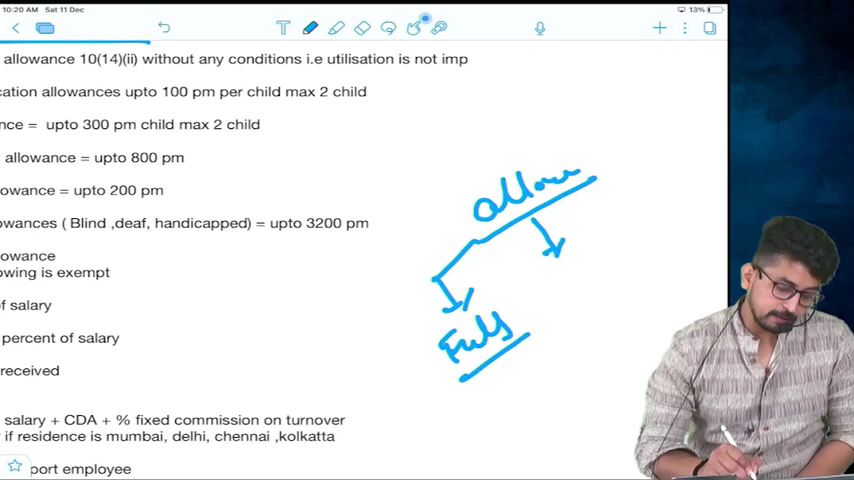 10:20 AM Sat 11 Dec
13%
allowance 10(14)(ii) without any conditions i.e utilisation is not imp
cation allowances upto 100 pm per child max 2 child
nce = upto 300 pm child max 2 child
allowance = upto 800 pm
lowance = upto 200 pm
owances ( Blind ,deaf, handicapped) = upto 3200 pm
owance
owing is exempt
of salary
percent of salary
received
salary + CDA + % fixed commission on turnover
if residence is mumbai, delhi, chennai ,kolkatta
port employee
Fully